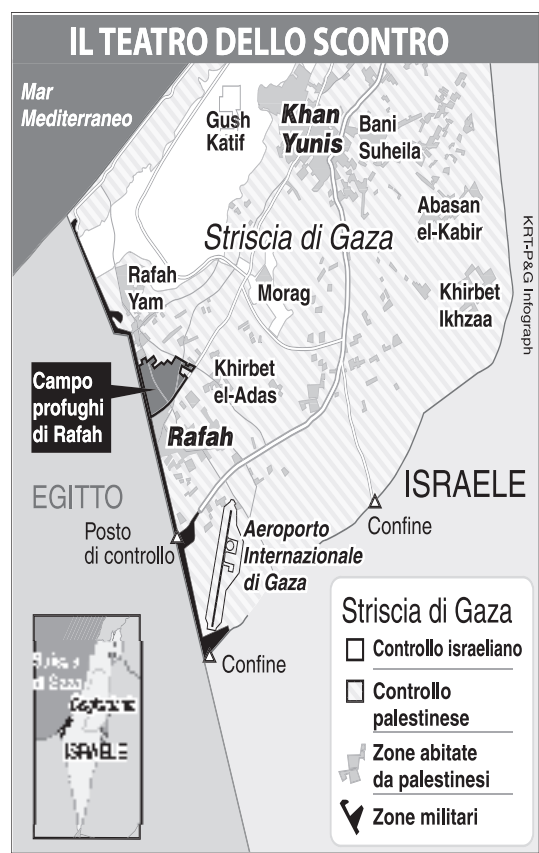 IL TEATRO DELLO SCONTRO
Mar
Mediterraneo
Gush
Katif
Khan
Yunis
Bani
Suheila
Abasan
el-Kabir
Striscia di Gaza
Rafah
Yam
Morag
Khirbet
Ikhzaa
KRT-P&G Infograph
Campo
profughi
di Rafah
Khirbet
el-Adas
Rafah
EGITTO
ISRAELE
Posto
di controllo
Confine
Aeroporto
Internazionale
di Gaza
Confine
Striscia di Gaza
Controllo israeliano
Controllo
palestinese
Zone abitate
da palestinesi
Zone militari
di Gaza
ISRAELE